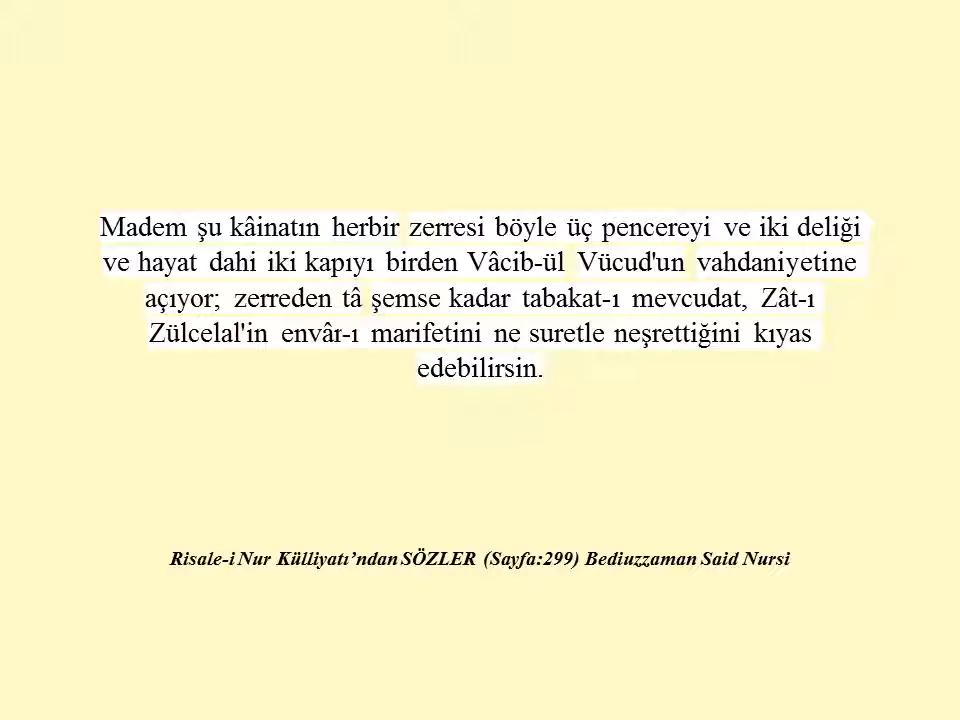 Madem şu kâinatın herbir zerresi böyle üç pencereyi ve iki deliği
ve hayat dahi iki kapıyı birden Vâcib-ül Vücud'un vahdaniyetine
açıyor; zerreden tâ şemse kadar tabakat-ı mevcudat, Zât-ı
Zülcelal'in envâr-ı marifetini ne suretle neşrettiğini kıyas
edebilirsin.
Risale-i Nur Külliyatı’ndan SÖZLER (Sayfa:299) Bediuzzaman Said Nursi